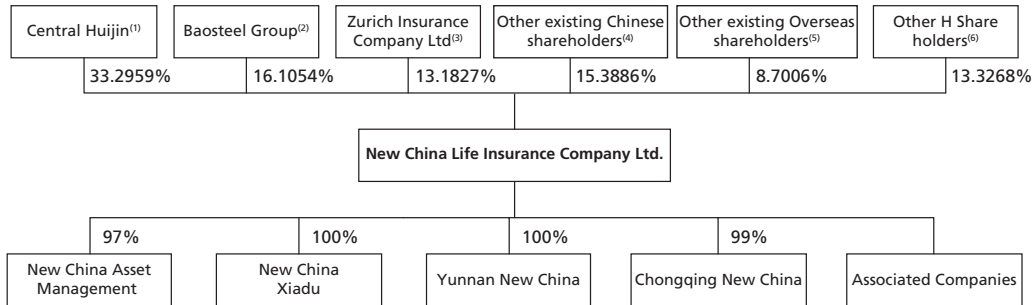 Central Huijin(1)
Baosteel Group(2)
Zurich Insurance
Company Ltd(3)
Other existing Chinese
shareholders(4)
Other existing Overseas
shareholders(5)
Other H Share
holders(6)
33.2959%
16.1054%
13.1827%
15.3886%
8.7006%
13.3268%
New China Life Insurance Company Ltd.
97%
100%
100%
99%
New China Asset
Management
New China
Xiadu
Yunnan New China
Chongqing New China
Associated Companies